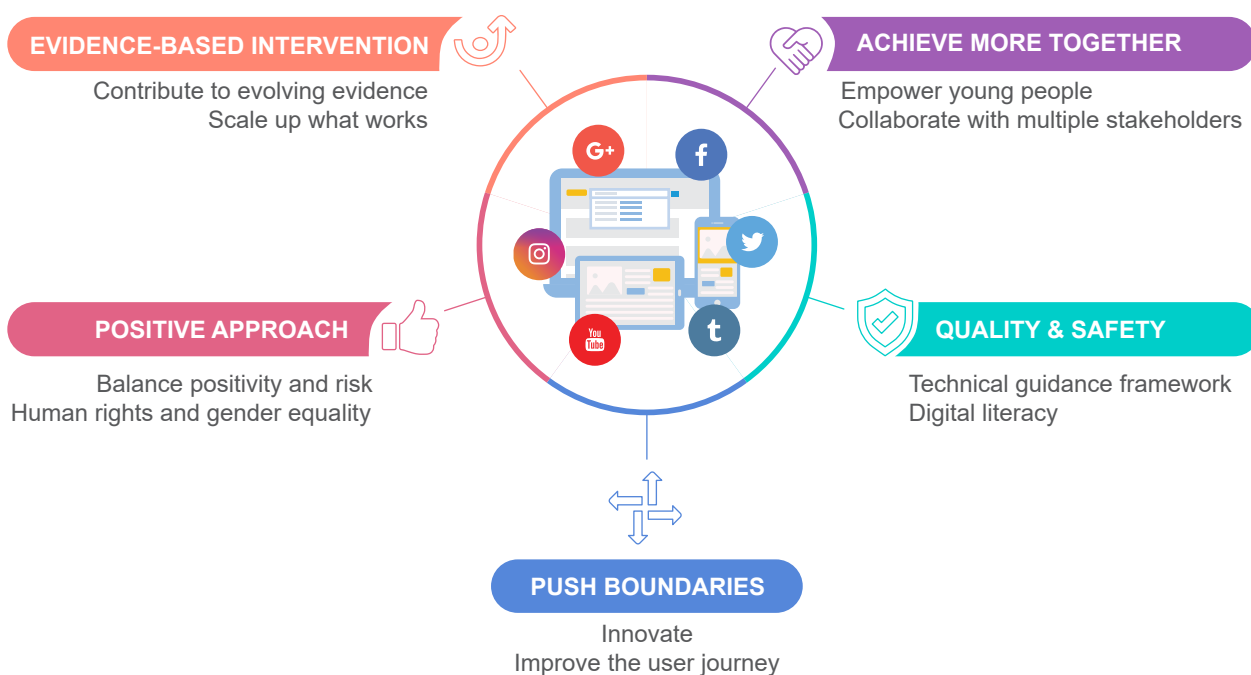 EVIDENCE-BASED INTERVENTION
Contribute to evolving evidence
Scale up what works
ACHIEVE MORE TOGETHER
Empower young people
Collaborate with multiple stakeholders
G+
f
t
You
Tube
POSITIVE APPROACH
Balance positivity and risk
Human rights and gender equality
QUALITY & SAFETY
Technical guidance framework
Digital literacy
PUSH BOUNDARIES
Innovate
Improve the user journey